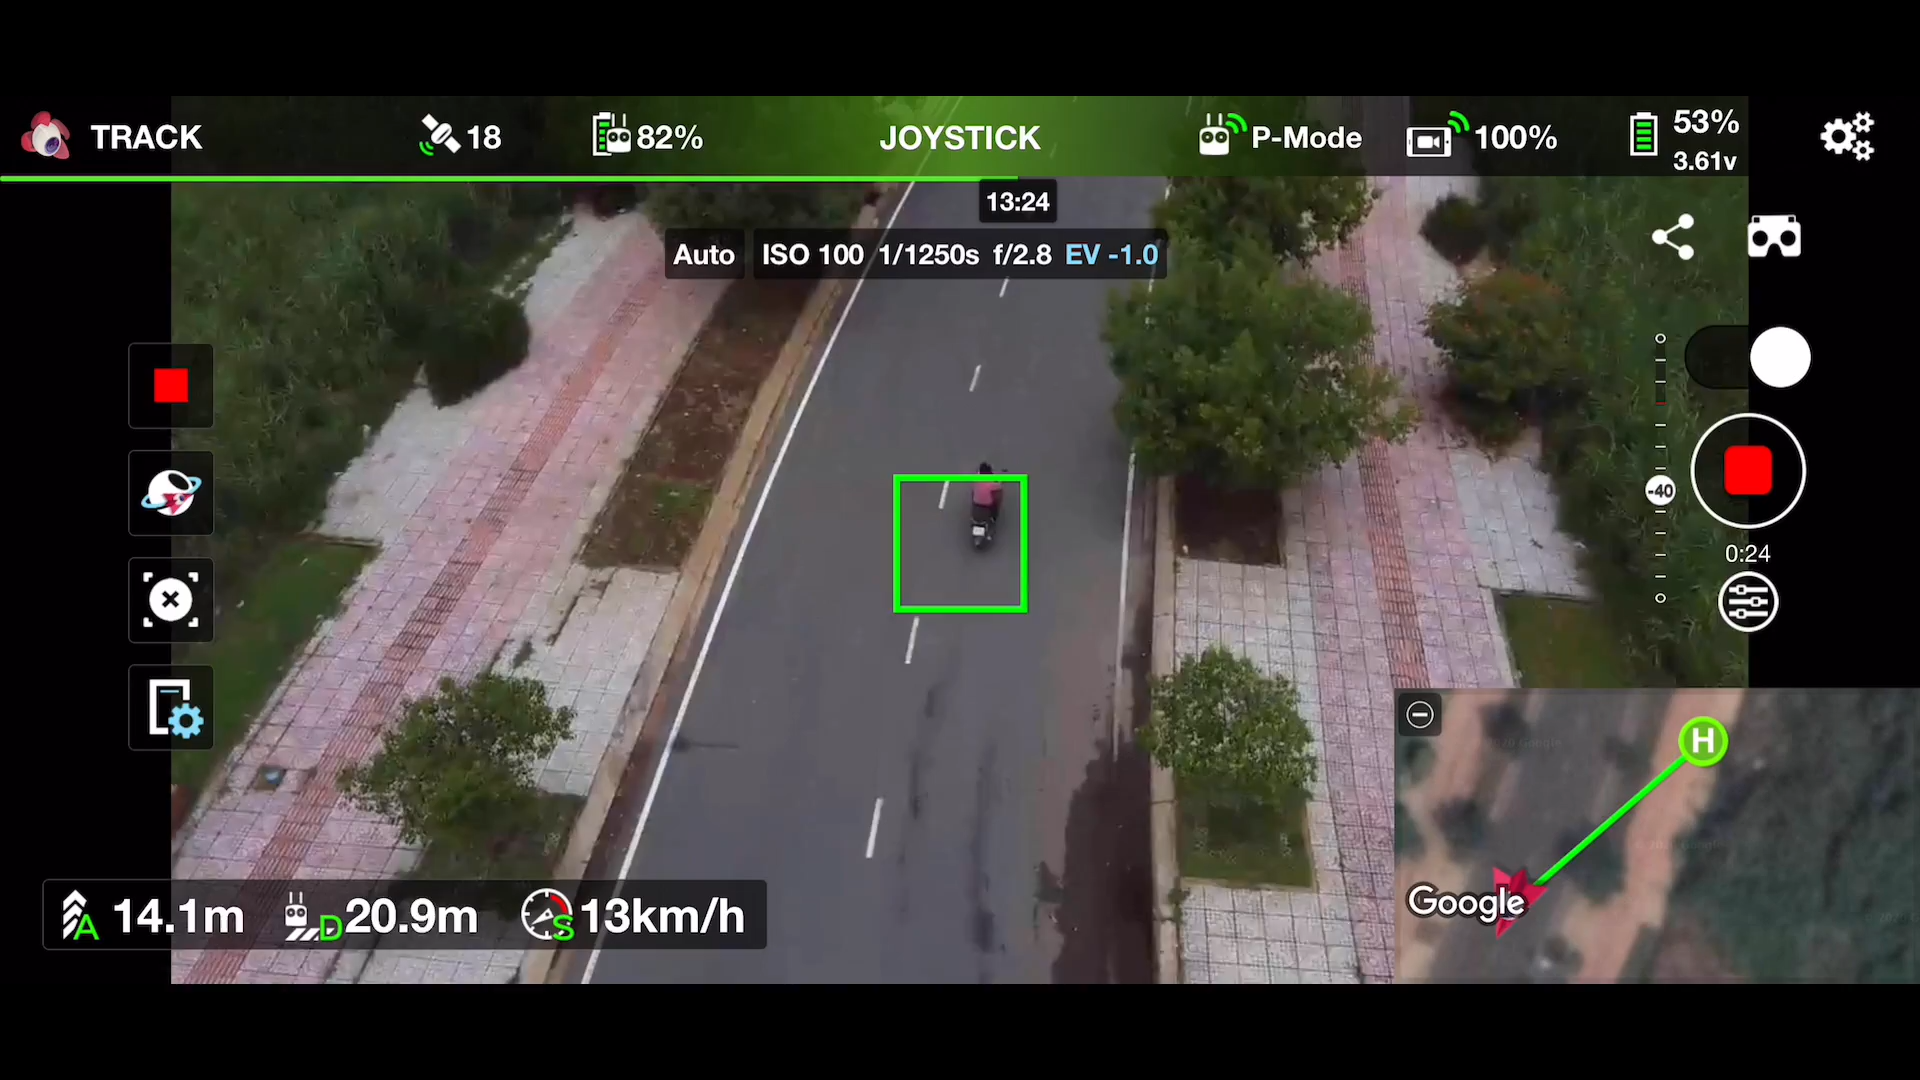 TRACK
18
82%
JOYSTICK
P-Mode
100%
53%
3.61v
13:24
Auto
ISO 100 1/1250s f/2.8 EV -1.0
-40
0:24
H
Google
A 14.1m
D 20.9m
S 13km/h